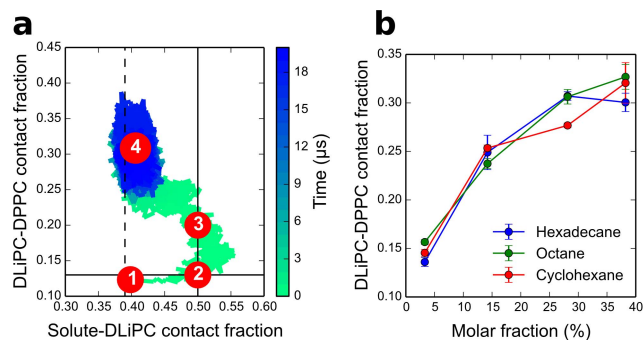 a
DLiPC-DPPC contact fraction
0.45
0.40
0.35
0.30
0.25
0.20
0.15
0.10
0.30 0.35 0.40 0.45 0.50 0.55 0.60
Solute-DLiPC contact fraction
1
2
3
4
18
15
12
9
6
3
0
Time (μs)
b
DLiPC-DPPC contact fraction
0.35
0.30
0.25
0.20
0.15
0.10
0 5 10 15 20 25 30 35 40
Molar fraction (%)
Hexadecane
Octane
Cyclohexane